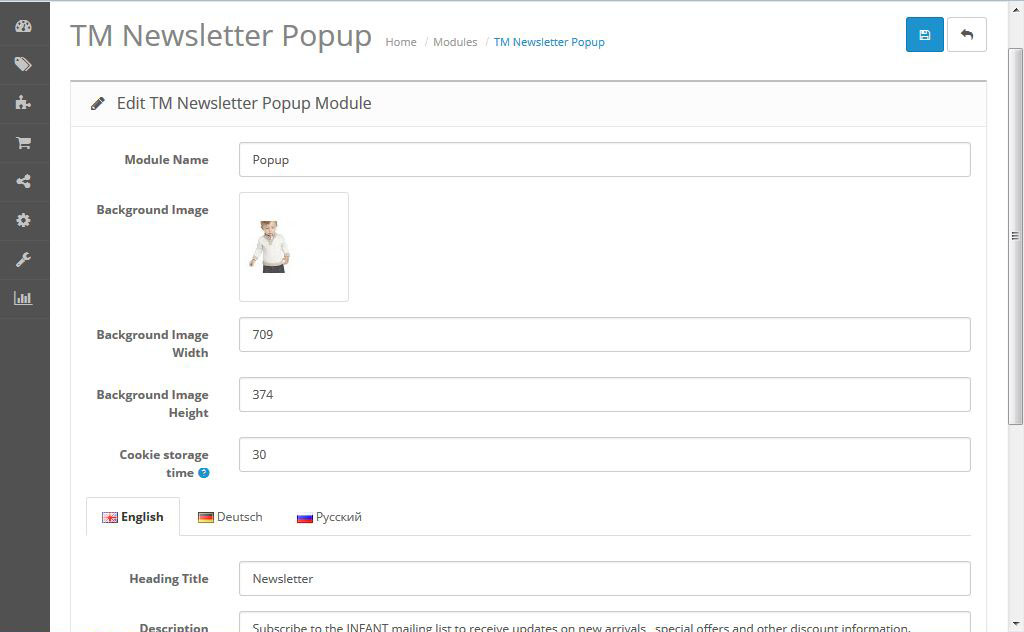 TM Newsletter Popup Home / Modules / TM Newsletter Popup
Edit TM Newsletter Popup Module
Module Name Popup
Background Image
Background Image Width 709
Background Image Height 374
Cookie storage time ? 30
English Deutsch Русский
Heading Title Newsletter
Description Subscribe to the INFANT mailing list to receive updates on new arrivals, special offers and other discount information.